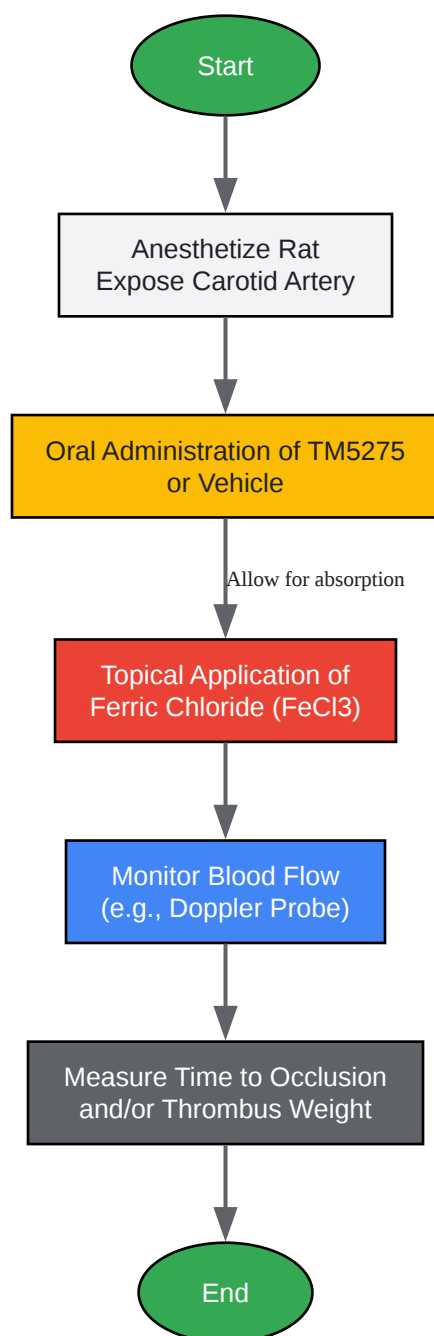 Start
Anesthetize Rat
Expose Carotid Artery
Oral Administration of TM5275
or Vehicle
Allow for absorption
Topical Application of
Ferric Chloride (FeCl3)
Monitor Blood Flow
(e.g., Doppler Probe)
Measure Time to Occlusion
and/or Thrombus Weight
End